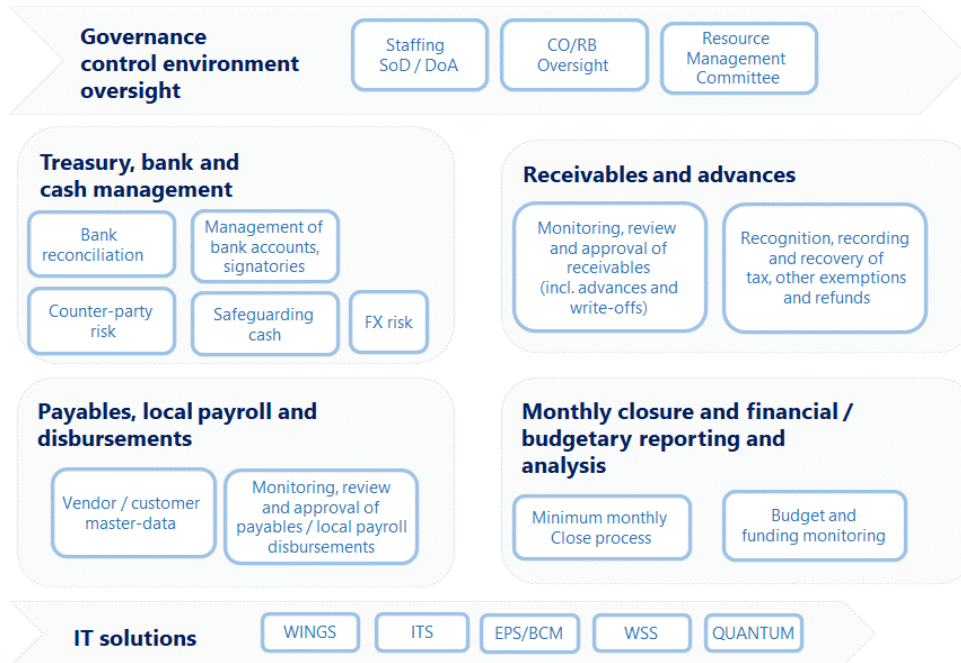 Governance
control environment
oversight
Staffing
SoD / DoA
CO/RB
Oversight
Resource
Management
Committee
Treasury, bank and
cash management
Bank
reconciliation
Management of
bank accounts,
signatories
Counter-party
risk
Safeguarding
cash
FX risk
Receivables and advances
Monitoring, review
and approval of
receivables
(incl. advances and
write-offs)
Recognition, recording
and recovery of
tax, other exemptions
and refunds
Payables, local payroll and
disbursements
Vendor / customer
master-data
Monitoring, review
and approval of
payables / local payroll
disbursements
Monthly closure and financial /
budgetary reporting and
analysis
Minimum monthly
Close process
Budget and
funding monitoring
IT solutions
WINGS
ITS
EPS/BCM
WSS
QUANTUM